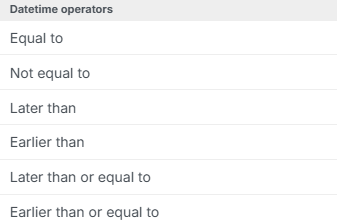 Datetime operators
Equal to
Not equal to
Later than
Earlier than
Later than or equal to
Earlier than or equal to